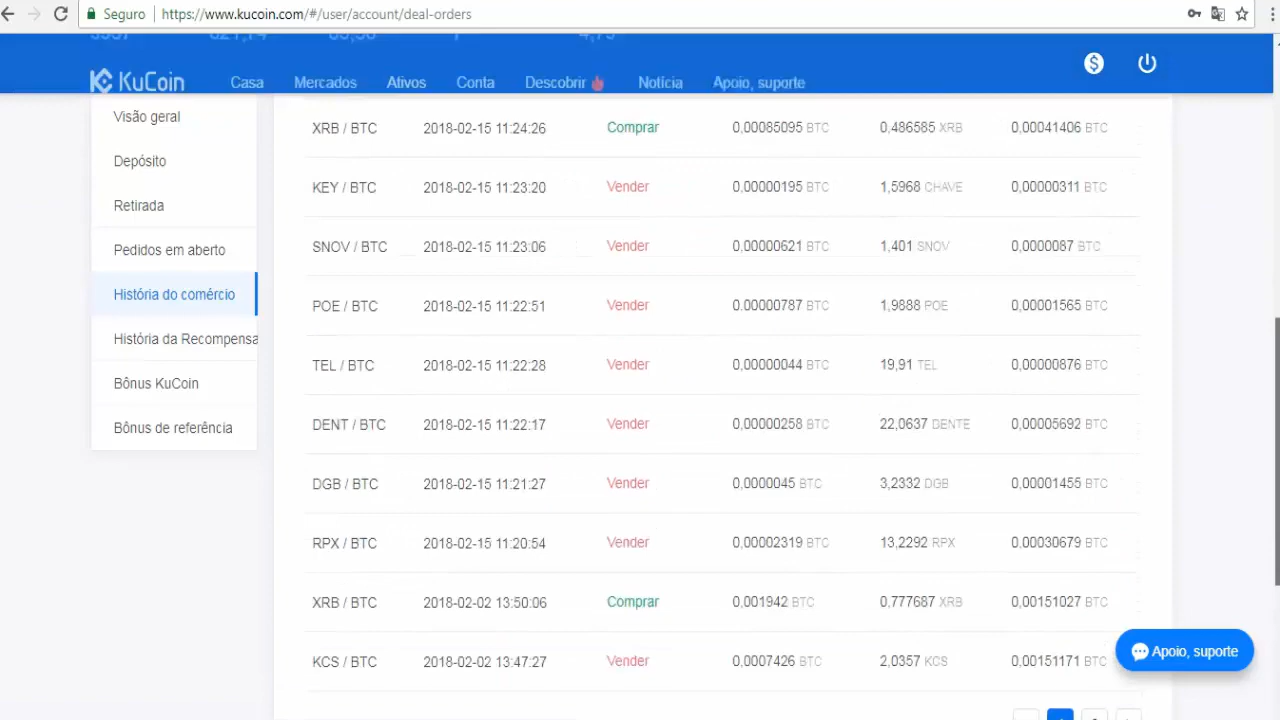 Seguro https://www.kucoin.com/#/user/account/deal-orders
KuCoin Casa Mercados Ativos Conta Descobrir Notícia Apoio, suporte
Visão geral
Depósito
Retirada
Pedidos em aberto
História do comércio
História da Recompensa
Bônus KuCoin
Bônus de referência
XRB / BTC 2018-02-15 11:24:26 Comprar 0,00085095 BTC 0,486585 XRB 0,00041406 BTC
KEY / BTC 2018-02-15 11:23:20 Vender 0,00000195 BTC 1,5968 CHAVE 0,00000311 BTC
SNOV / BTC 2018-02-15 11:23:06 Vender 0,00000621 BTC 1,401 SNOV 0,0000087 BTC
POE / BTC 2018-02-15 11:22:51 Vender 0.00000787 BTC 1,9888 POE 0,00001565 BTC
TEL / BTC 2018-02-15 11:22:28 Vender 0,00000044 BTC 19,91 TEL 0,00000876 BTC
DENT / BTC 2018-02-15 11:22:17 Vender 0,00000258 BTC 22,0637 DENTE 0,00005692 BTC
DGB / BTC 2018-02-15 11:21:27 Vender 0,0000045 BTC 3,2332 DGB 0,00001455 BTC
RPX / BTC 2018-02-15 11:20:54 Vender 0,00002319 BTC 13,2292 RPX 0,00030679 BTC
XRB / BTC 2018-02-02 13:50:06 Comprar 0,001942 BTC 0,777687 XRB 0,00151027 BTC
KCS / BTC 2018-02-02 13:47:27 Vender 0,0007426 BTC 2,0357 KCS 0,00151171 BTC
Apoio, suporte